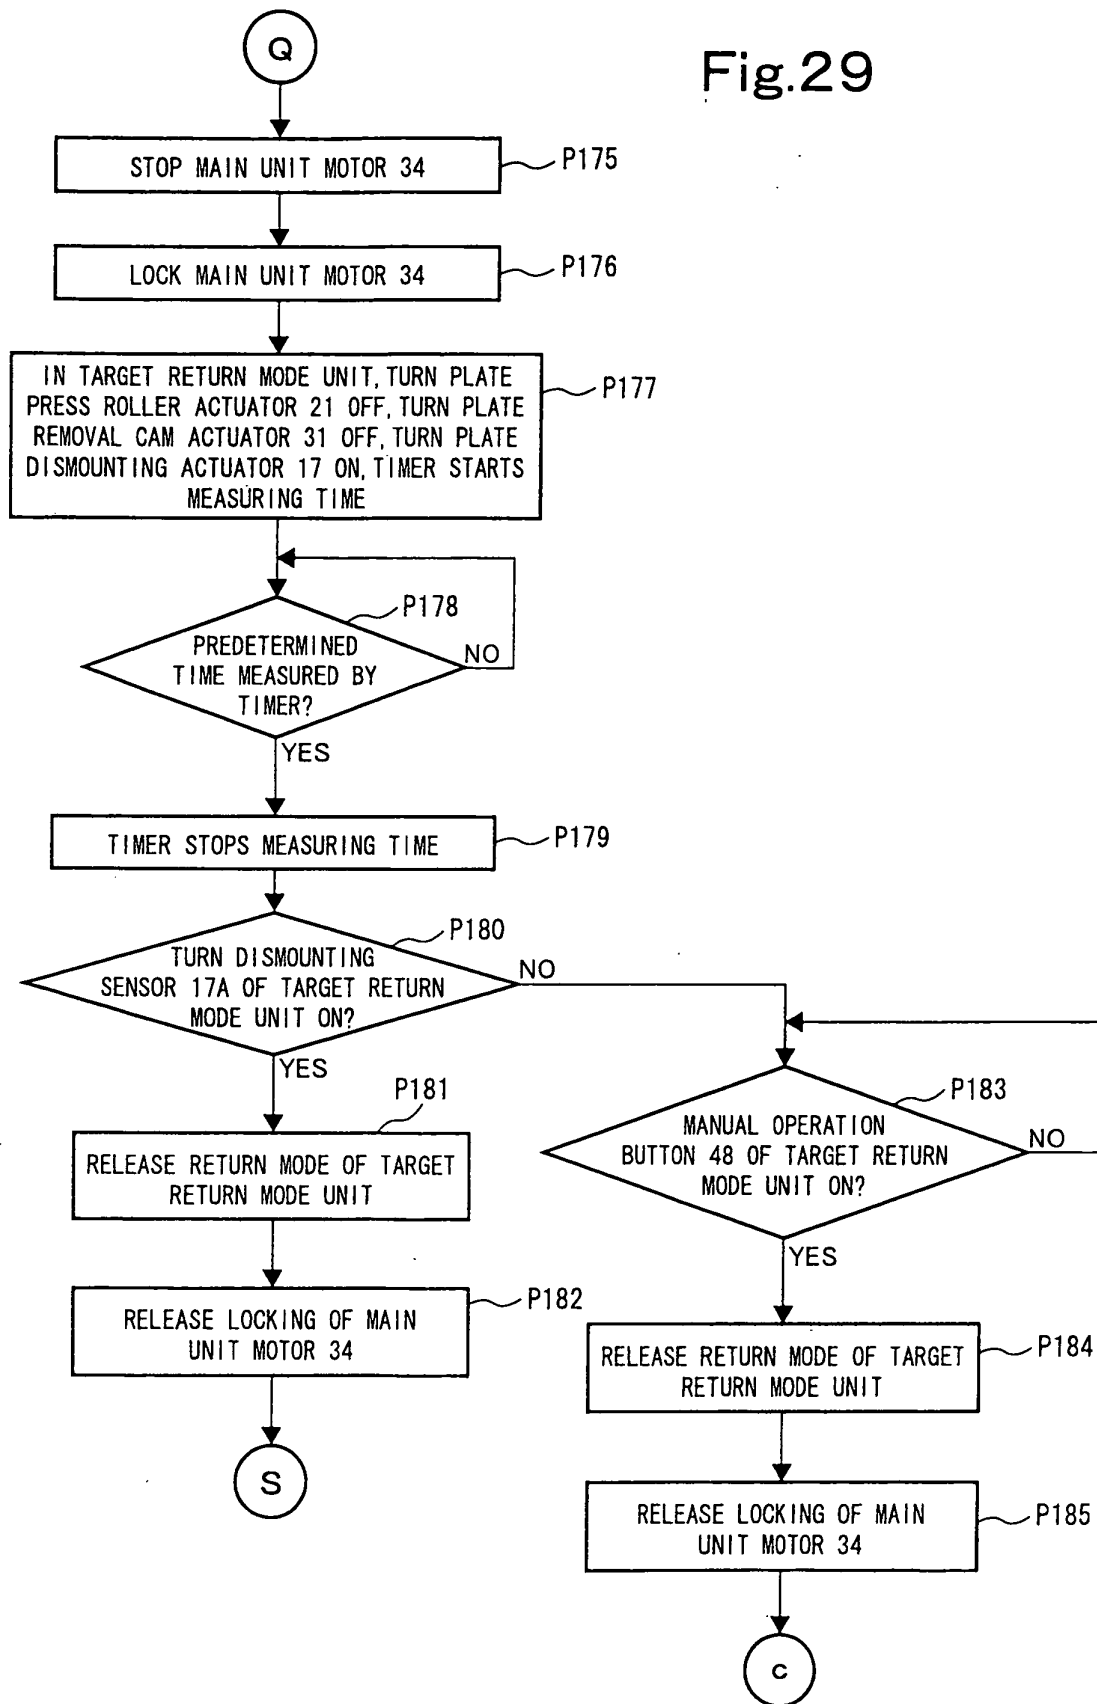 Q
Fig.29
STOP MAIN UNIT MOTOR 34
P175
LOCK MAIN UNIT MOTOR 34
P176
IN TARGET RETURN MODE UNIT, TURN PLATE
PRESS ROLLER ACTUATOR 21 OFF, TURN PLATE
REMOVAL CAM ACTUATOR 31 OFF, TURN PLATE
DISMOUNTING ACTUATOR 17 ON, TIMER STARTS
MEASURING TIME
P177
P178
PREDETERMINED
TIME MEASURED BY
TIMER?
NO
YES
TIMER STOPS MEASURING TIME
P179
P180
TURN DISMOUNTING
SENSOR 17A OF TARGET RETURN
MODE UNIT ON?
NO
YES
P181
RELEASE RETURN MODE OF TARGET
RETURN MODE UNIT
RELEASE LOCKING OF MAIN
UNIT MOTOR 34
P182
S
P183
MANUAL OPERATION
BUTTON 48 OF TARGET RETURN
MODE UNIT ON?
NO
YES
RELEASE RETURN MODE OF TARGET
RETURN MODE UNIT
P184
RELEASE LOCKING OF MAIN
UNIT MOTOR 34
P185
c